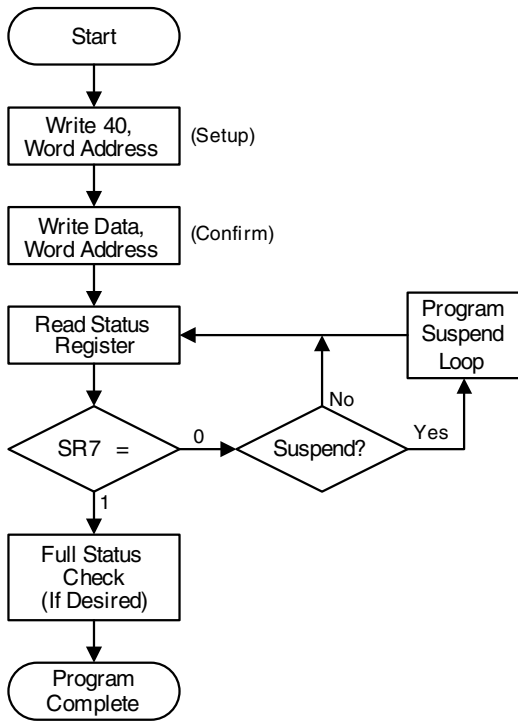 Start
Write 40,
Word Address
(Setup)
Write Data,
Word Address
(Confirm)
Read Status
Register
Program
Suspend
Loop
No
SR7 =
0
Suspend?
Yes
1
Full Status
Check
(If Desired)
Program
Complete